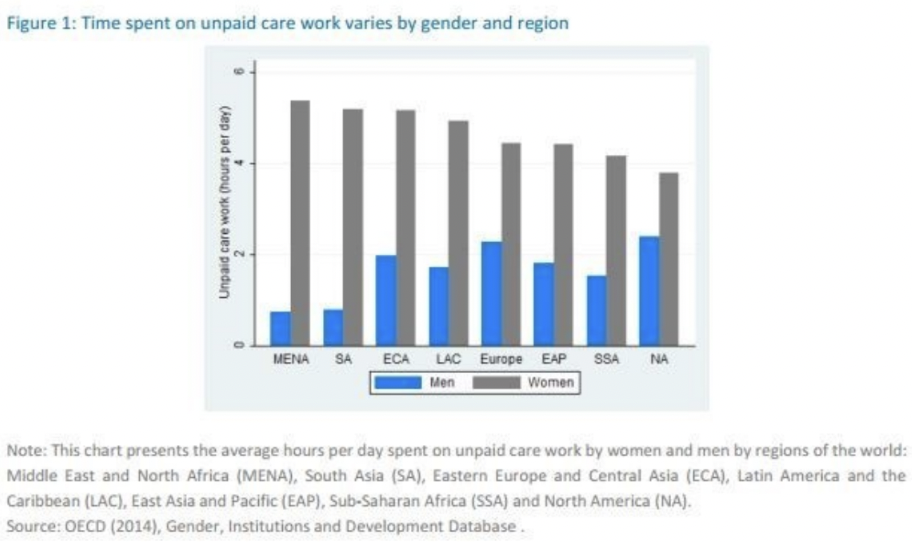 Figure 1: Time spent on unpaid care work varies by gender and region
Unpaid care work (hours per day)
6
4
2
0
MENA SA ECA LAC Europe EAP SSA NA
Men Women
Note: This chart presents the average hours per day spent on unpaid care work by women and men by regions of the world:
Middle East and North Africa (MENA), South Asia (SA), Eastern Europe and Central Asia (ECA), Latin America and the
Caribbean (LAC), East Asia and Pacific (EAP), Sub-Saharan Africa (SSA) and North America (NA).
Source: OECD (2014), Gender, Institutions and Development Database .